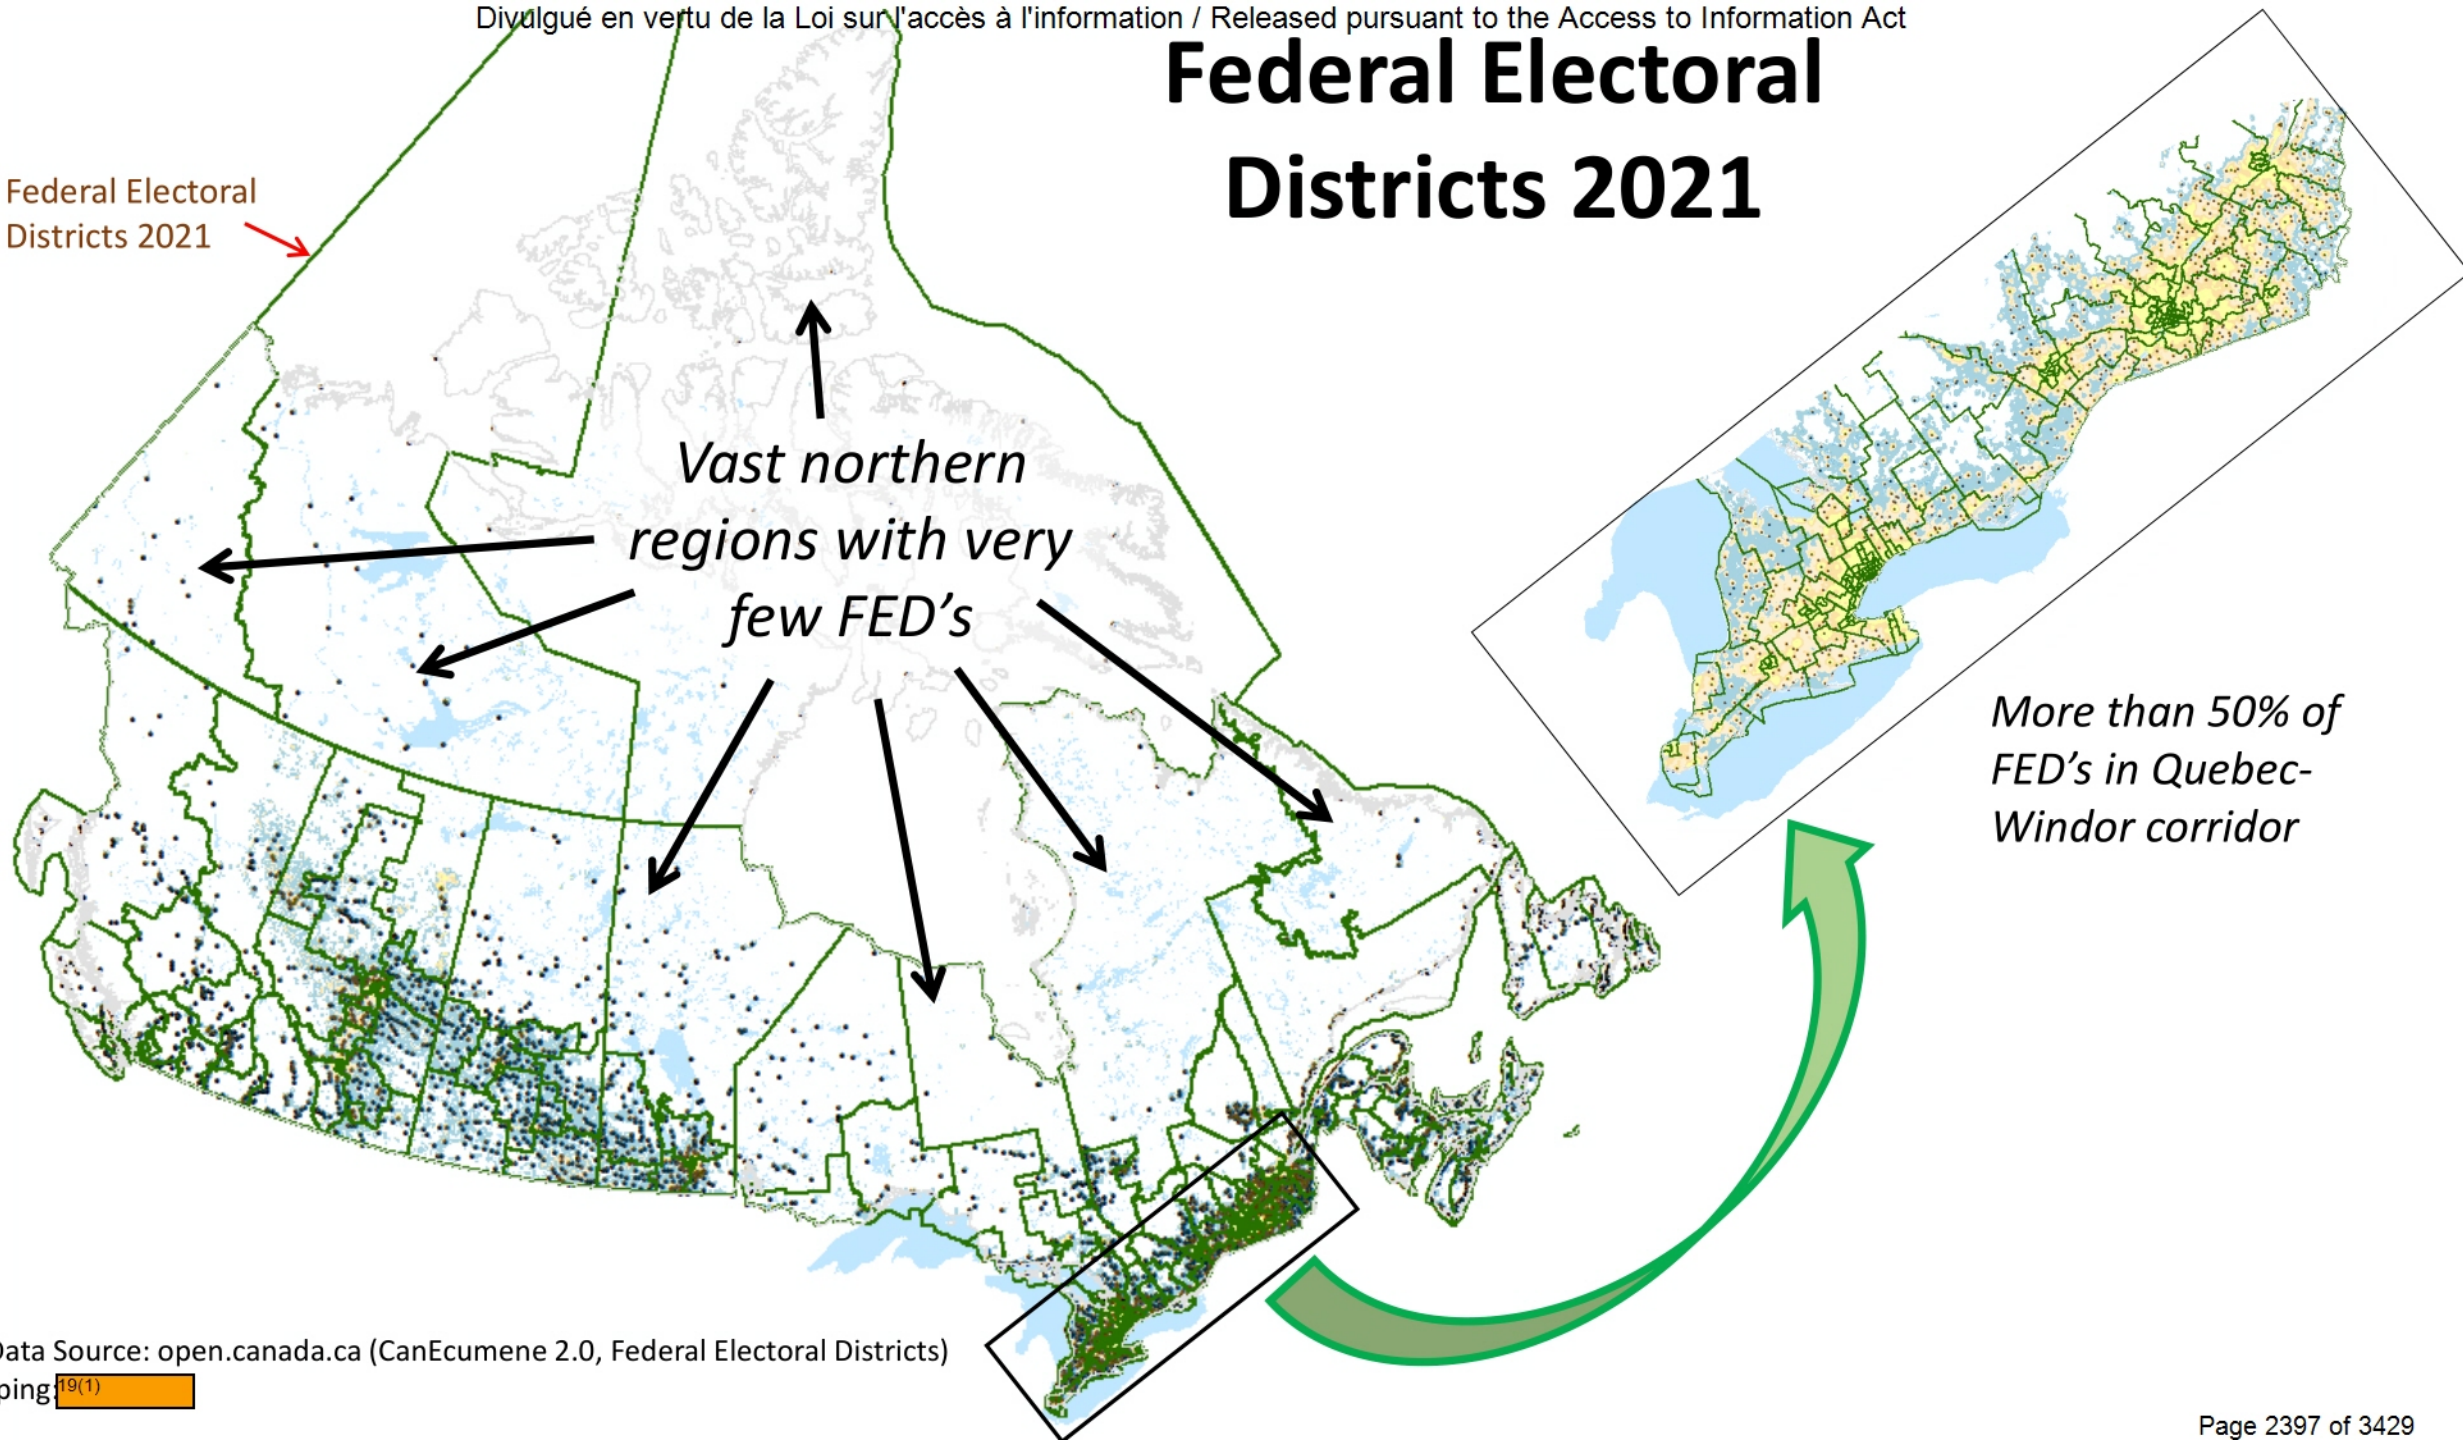 Divulgué en vertu de la Loi sur l'accès à l'information / Released pursuant to the Access to Information Act
Federal Electoral
Districts 2021
Federal Electoral
Districts 2021
Vast northern
regions with very
few FED's
More than 50% of
FED's in Quebec-
Windor corridor
Data Source: open.canada.ca (CanEcumene 2.0, Federal Electoral Districts)
ping:
19(1)
Page 2397 of 3429